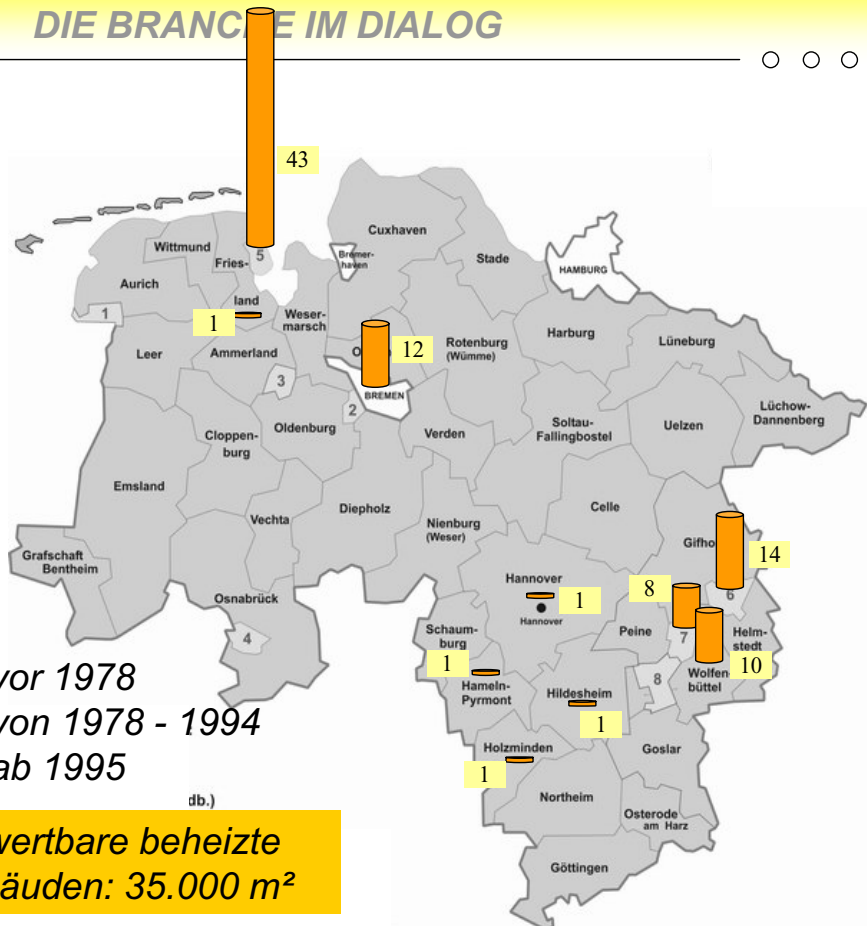 DIE BRANCHE IM DIALOG
43
Cuxhaven
Wittmund
Stade
Fries-
5
Bremer-
haven
HAMBURG
Aurich
land
1
1
Weser-
marsch
Harburg
Lüneburg
Rotenburg
(Wümme)
12
Leer
Ammerland
3
BREMEN
2
Lüchow-
Dannenberg
Oldenburg
Soltau-
Fallingbostel
Uelzen
Verden
Cloppen-
burg
Emsland
Celle
Diepholz
Vechta
Nienburg
(Weser)
Gifho
14
Grafschaft
Bentheim
Hannover
8
6
Osnabrück
1
Hannover
Schaum-
burg
Peine
7
Helm-
stedt
4
1
10
Wolfen
büttel
8
Hameln-
Pyrmont
Hildesheim
1
vor 1978
von 1978 - 1994
ab 1995
Holzminden
Goslar
1
db.)
Northeim
Osterode
am Harz
wertbare beheizte
äuden: 35.000 m²
Göttingen